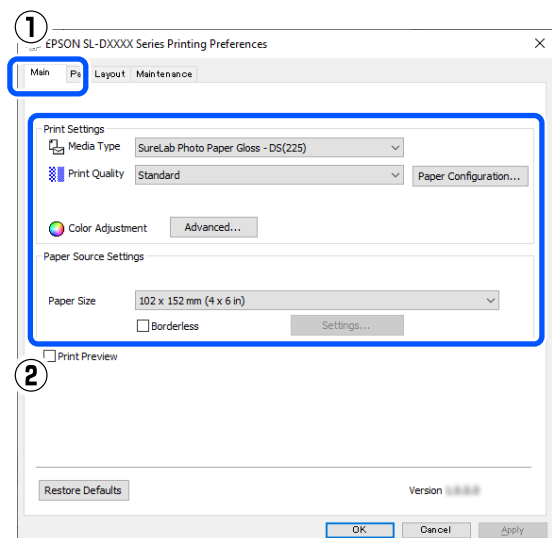 ①
EPSON SL-DXXXX Series Printing Preferences
Main Pa Layout Maintenance
Print Settings
Media Type SureLab Photo Paper Gloss - DS(225)
Print Quality Standard Paper Configuration...
Color Adjustment Advanced...
Paper Source Settings
Paper Size 102 x 152 mm (4 x 6 in)
Borderless Settings...
Print Preview
②
Restore Defaults Version
OK Cancel Apply